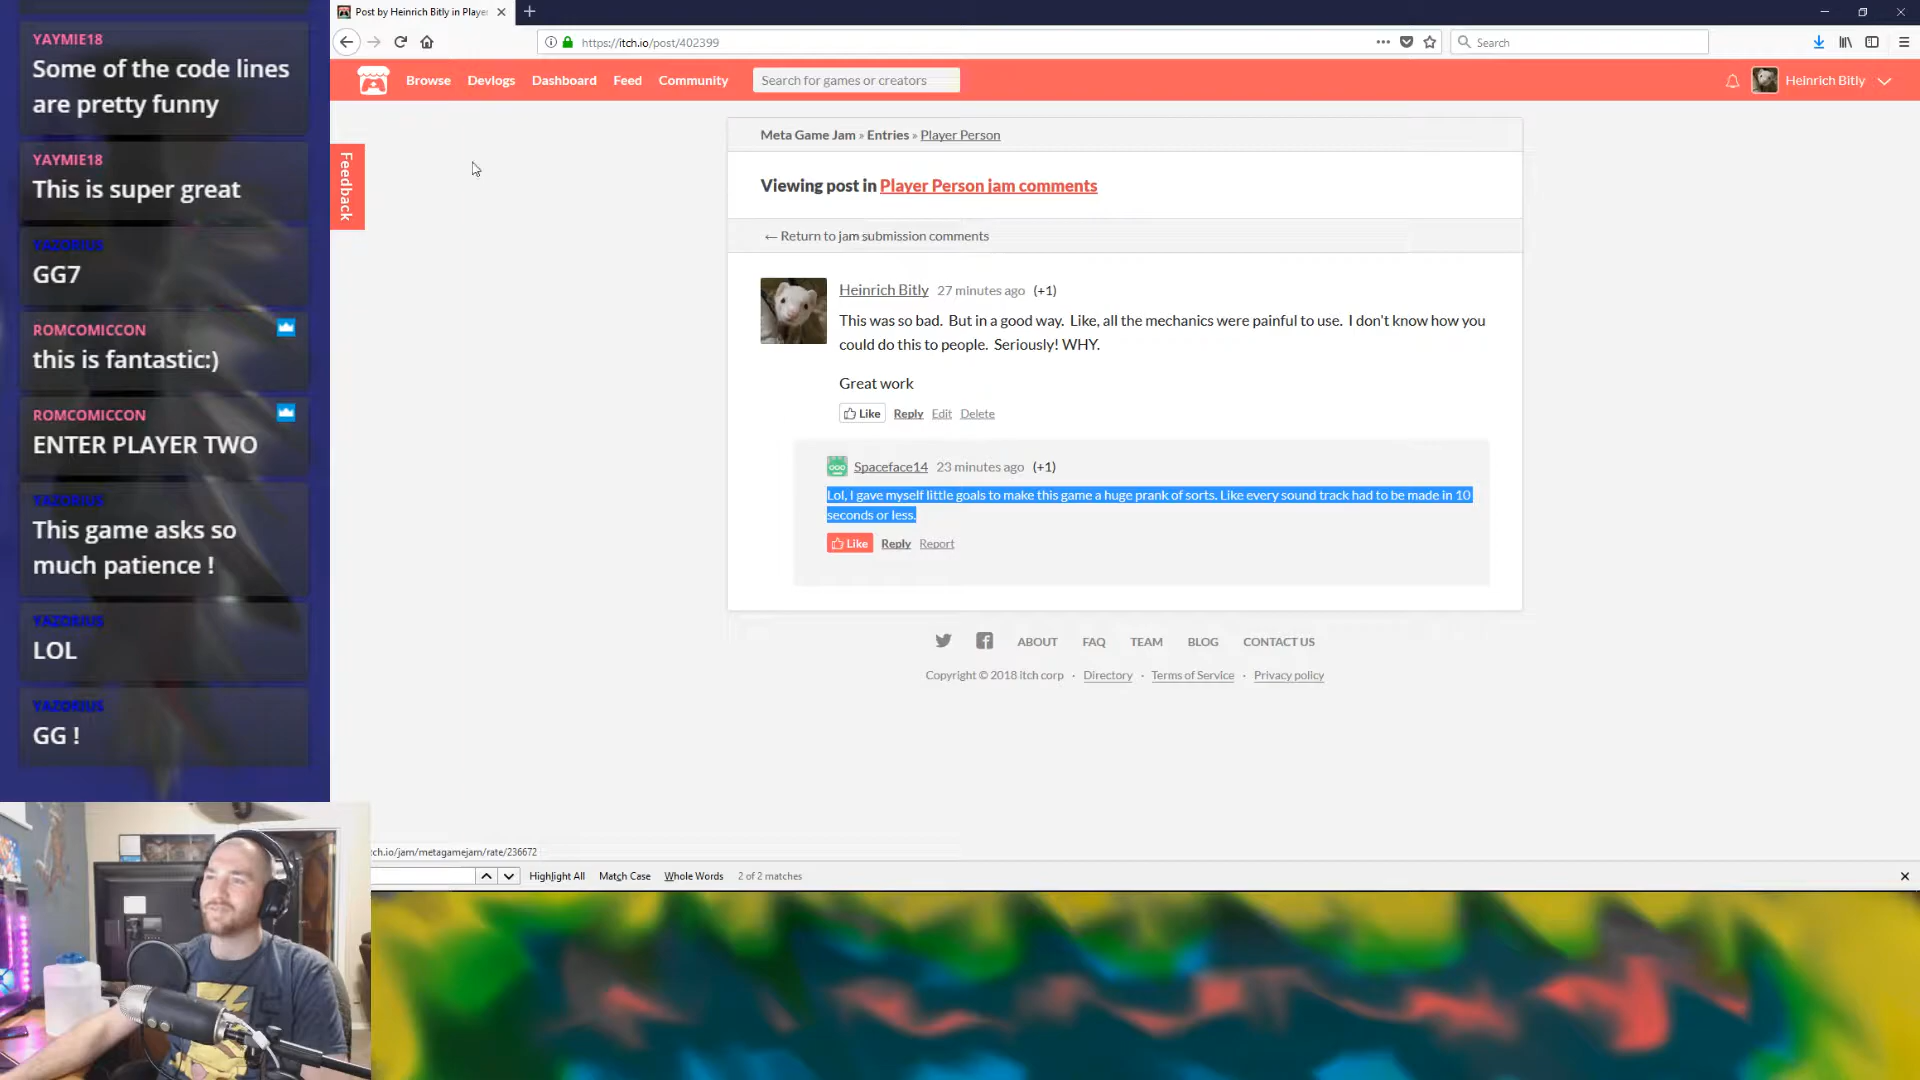 YAYMIE18
Some of the code lines
are pretty funny
YAYMIE18
This is super great
YAZORIUS
GG7
ROMCOMICCON
this is fantastic:)
ROMCOMICCON
ENTER PLAYER TWO
YAZORIUS
This game asks so
much patience !
YAZORIUS
LOL
YAZORIUS
GG !
Post by Heinrich Bitly in Playe
https://itch.io/post/402399
Search
Browse Devlogs Dashboard Feed Community Search for games or creators Heinrich Bitly
Feedback
Meta Game Jam » Entries » Player Person
Viewing post in Player Person jam comments
← Return to jam submission comments
Heinrich Bitly 27 minutes ago (+1)
This was so bad. But in a good way. Like, all the mechanics were painful to use. I don't know how you
could do this to people. Seriously! WHY.
Great work
Like Reply Edit Delete
Spaceface14 23 minutes ago (+1)
Lol, I gave myself little goals to make this game a huge prank of sorts. Like every sound track had to be made in 10
seconds or less.
Like Reply Report
ABOUT FAQ TEAM BLOG CONTACT US
Copyright © 2018 itch corp · Directory · Terms of Service · Privacy policy
ch.io/jam/metagamejam/rate/236672
Highlight All Match Case Whole Words 2 of 2 matches